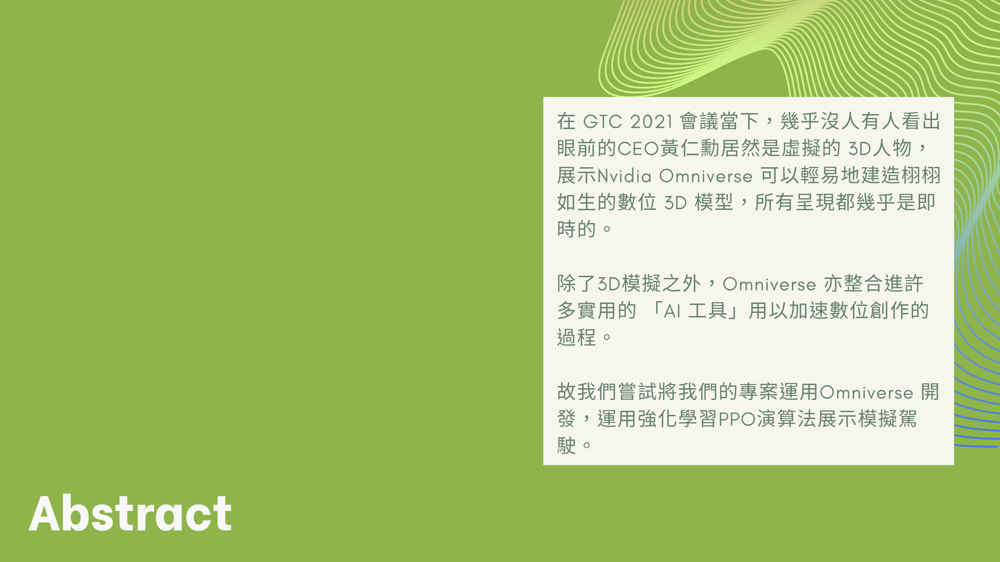 在 GTC 2021 會議當下，幾乎沒人有人看出
眼前的CEO黃仁勳居然是虛擬的 3D人物，
展示Nvidia Omniverse 可以輕易地建造栩栩
如生的數位 3D 模型，所有呈現都幾乎是即
時的。
除了3D模擬之外，Omniverse 亦整合進許
多實用的 「AI 工具」用以加速數位創作的
過程。
故我們嘗試將我們的專案運用Omniverse 開
發，運用強化學習PPO演算法展示模擬駕
駛。
Abstract